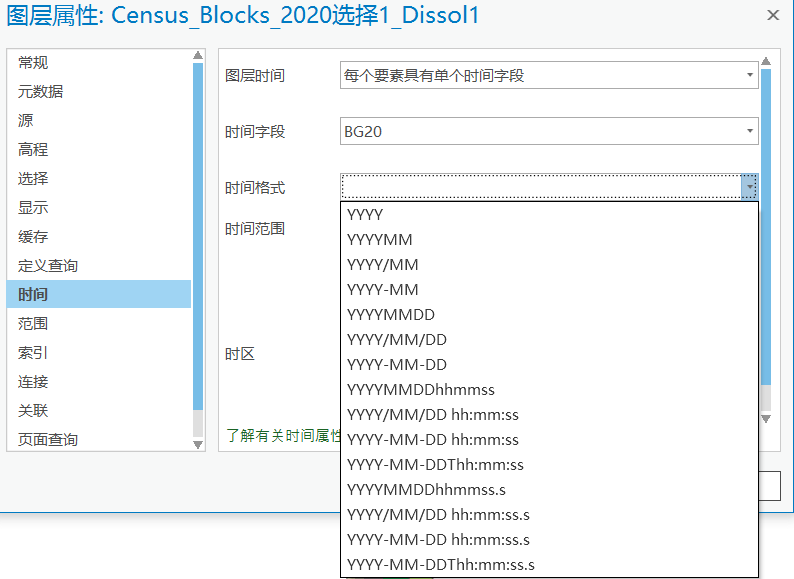 图层属性: Census_Blocks_2020选择1_Dissol1
常规
元数据
源
高程
选择
显示
缓存
定义查询
时间
范围
索引
连接
关联
页面查询
图层时间 每个要素具有单个时间字段
时间字段 BG20
时间格式
时间范围
时区
了解有关时间属性
YYYY
YYYYMM
YYYY/MM
YYYY-MM
YYYYMMDD
YYYY/MM/DD
YYYY-MM-DD
YYYYMMDDhhmmss
YYYY/MM/DD hh:mm:ss
YYYY-MM-DD hh:mm:ss
YYYY-MM-DDThh:mm:ss
YYYYMMDDhhmmss.s
YYYY/MM/DD hh:mm:ss.s
YYYY-MM-DD hh:mm:ss.s
YYYY-MM-DDThh:mm:ss.s